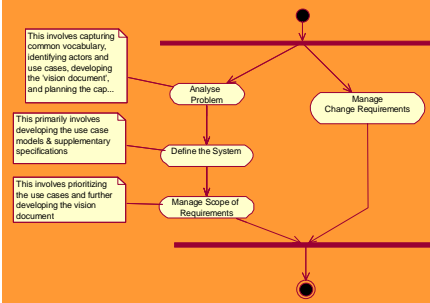 This involves capturing
common vocabulary,
identifying actors and
use cases, developing
the 'vision document',
and planning the cap...
Analyse
Problem
Manage
Change Requirements
This primarily involves
developing the use case
models & supplementary
specifications
Define the System
This involves prioritizing
the use cases and further
developing the vision
document
Manage Scope of
Requirements